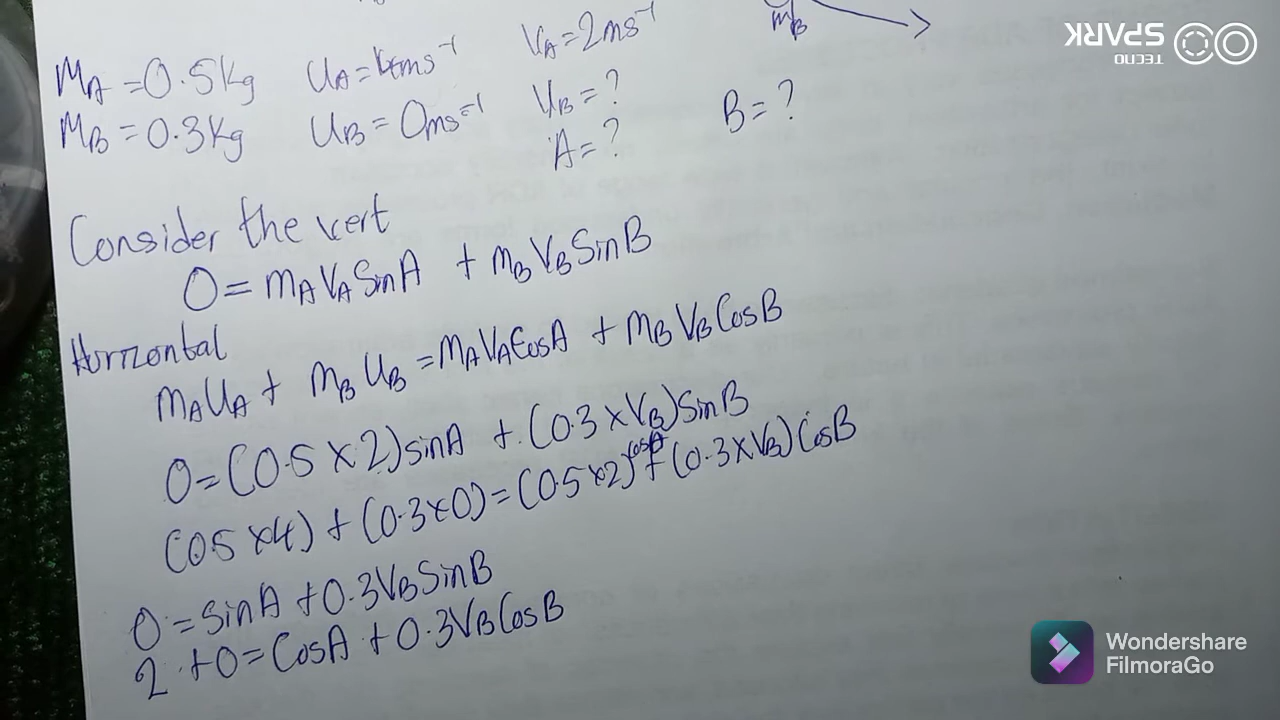 mB
MA = 0.5kg UA = 4ms⁻¹ VA = 2ms⁻¹
MB = 0.3kg UB = 0ms⁻¹ VB = ? B = ?
A = ?
Consider the vert
0 = mAVASinA + mBVBSinB
Horizontal
mAUA + mBUB = mAVACosA + mBVBCosB
0 = (0.5 × 2)sinA + (0.3 × VB)SinB
(0.5 × 4) + (0.3 × 0) = (0.5 × 2)cosA + (0.3 × VB)CosB
0 = SinA + 0.3VBSinB
2 + 0 = CosA + 0.3VBCosB
TECNO
SPARK
Wondershare
FilmoraGo